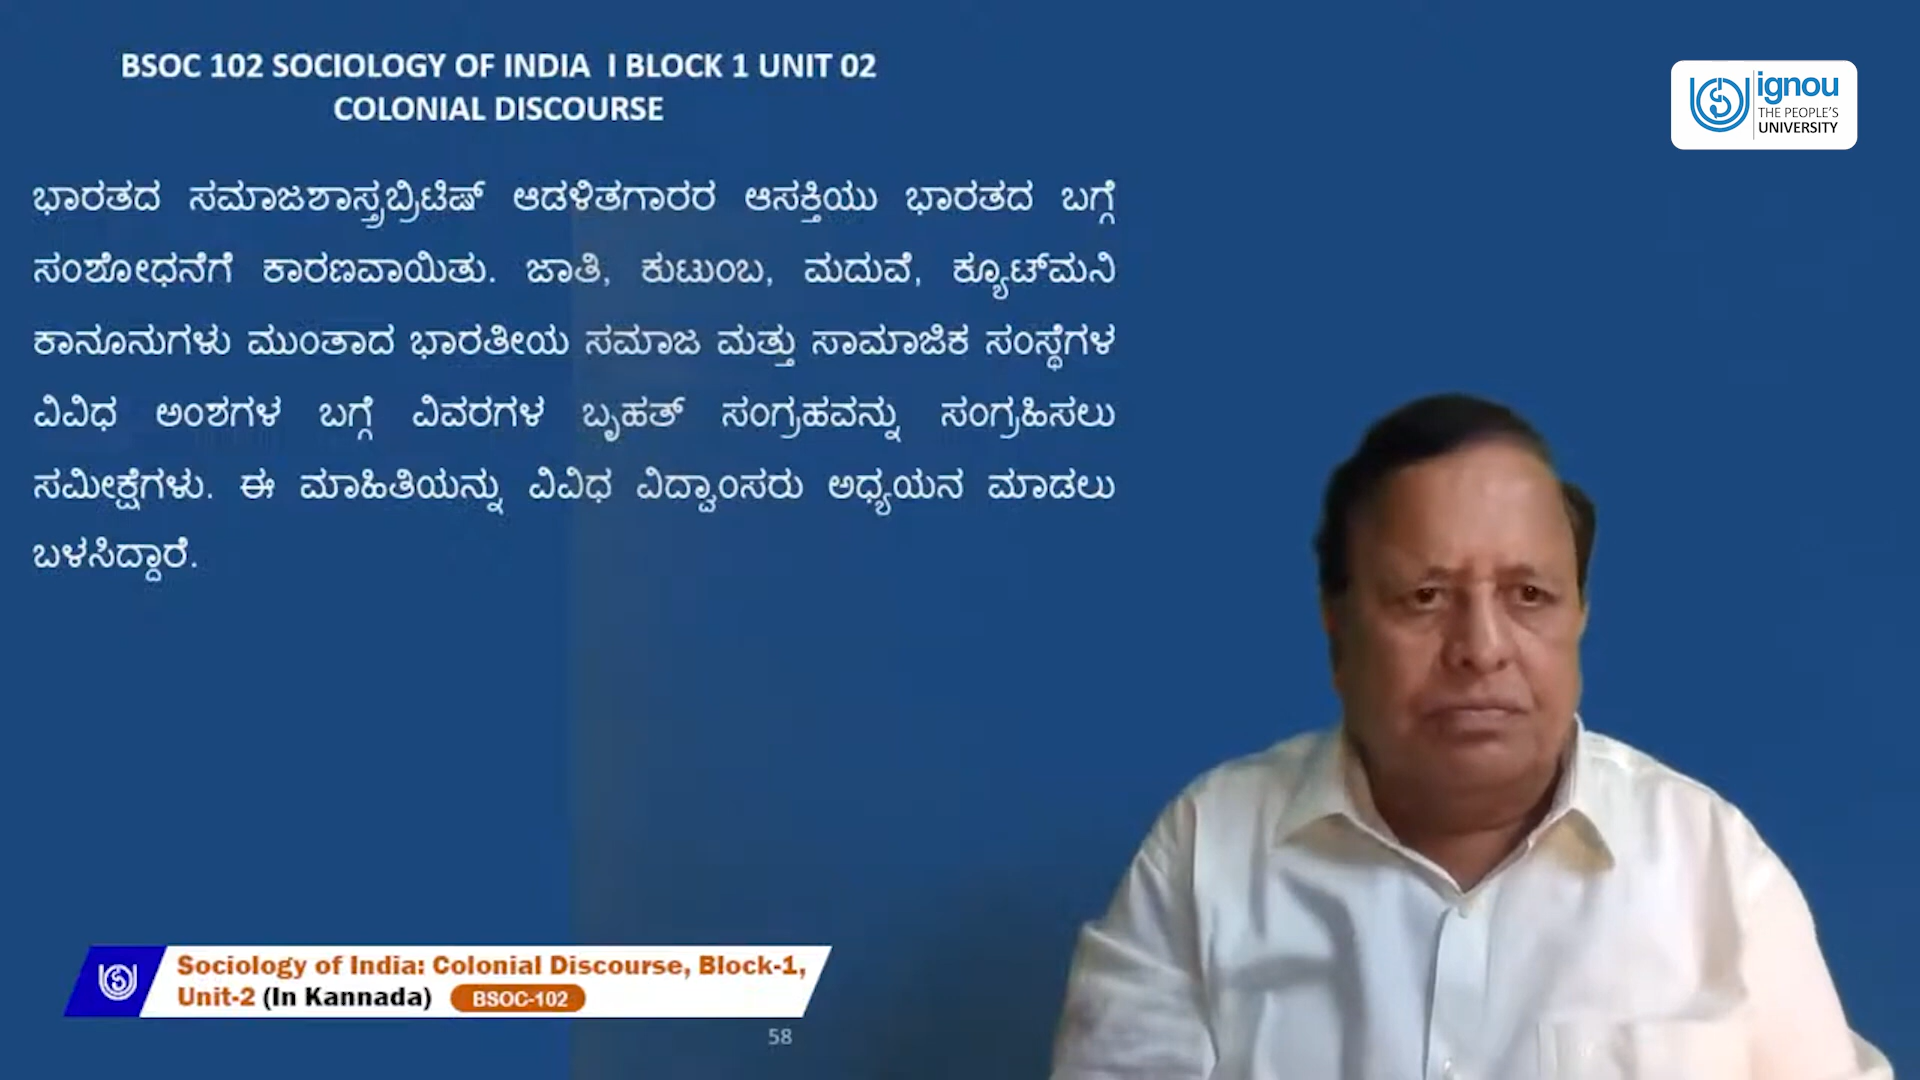 BSOC 102 SOCIOLOGY OF INDIA I BLOCK 1 UNIT 02
COLONIAL DISCOURSE
ignou
THE PEOPLE'S
UNIVERSITY
ಭಾರತದ ಸಮಾಜಶಾಸ್ತ್ರಬ್ರಿಟಿಷ್ ಆಡಳಿತಗಾರರ ಆಸಕ್ತಿಯು ಭಾರತದ ಬಗ್ಗೆ
ಸಂಶೋಧನೆಗೆ ಕಾರಣವಾಯಿತು. ಜಾತಿ, ಕುಟುಂಬ, ಮದುವೆ, ಕ್ಯೂಟ್‌ಮನಿ
ಕಾನೂನುಗಳು ಮುಂತಾದ ಭಾರತೀಯ ಸಮಾಜ ಮತ್ತು ಸಾಮಾಜಿಕ ಸಂಸ್ಥೆಗಳ
ವಿವಿಧ ಅಂಶಗಳ ಬಗ್ಗೆ ವಿವರಗಳ ಬೃಹತ್ ಸಂಗ್ರಹವನ್ನು ಸಂಗ್ರಹಿಸಲು
ಸಮೀಕ್ಷೆಗಳು. ಈ ಮಾಹಿತಿಯನ್ನು ವಿವಿಧ ವಿದ್ವಾಂಸರು ಅಧ್ಯಯನ ಮಾಡಲು
ಬಳಸಿದ್ದಾರೆ.
Sociology of India: Colonial Discourse, Block-1,
Unit-2 (In Kannada) BSOC-102
58